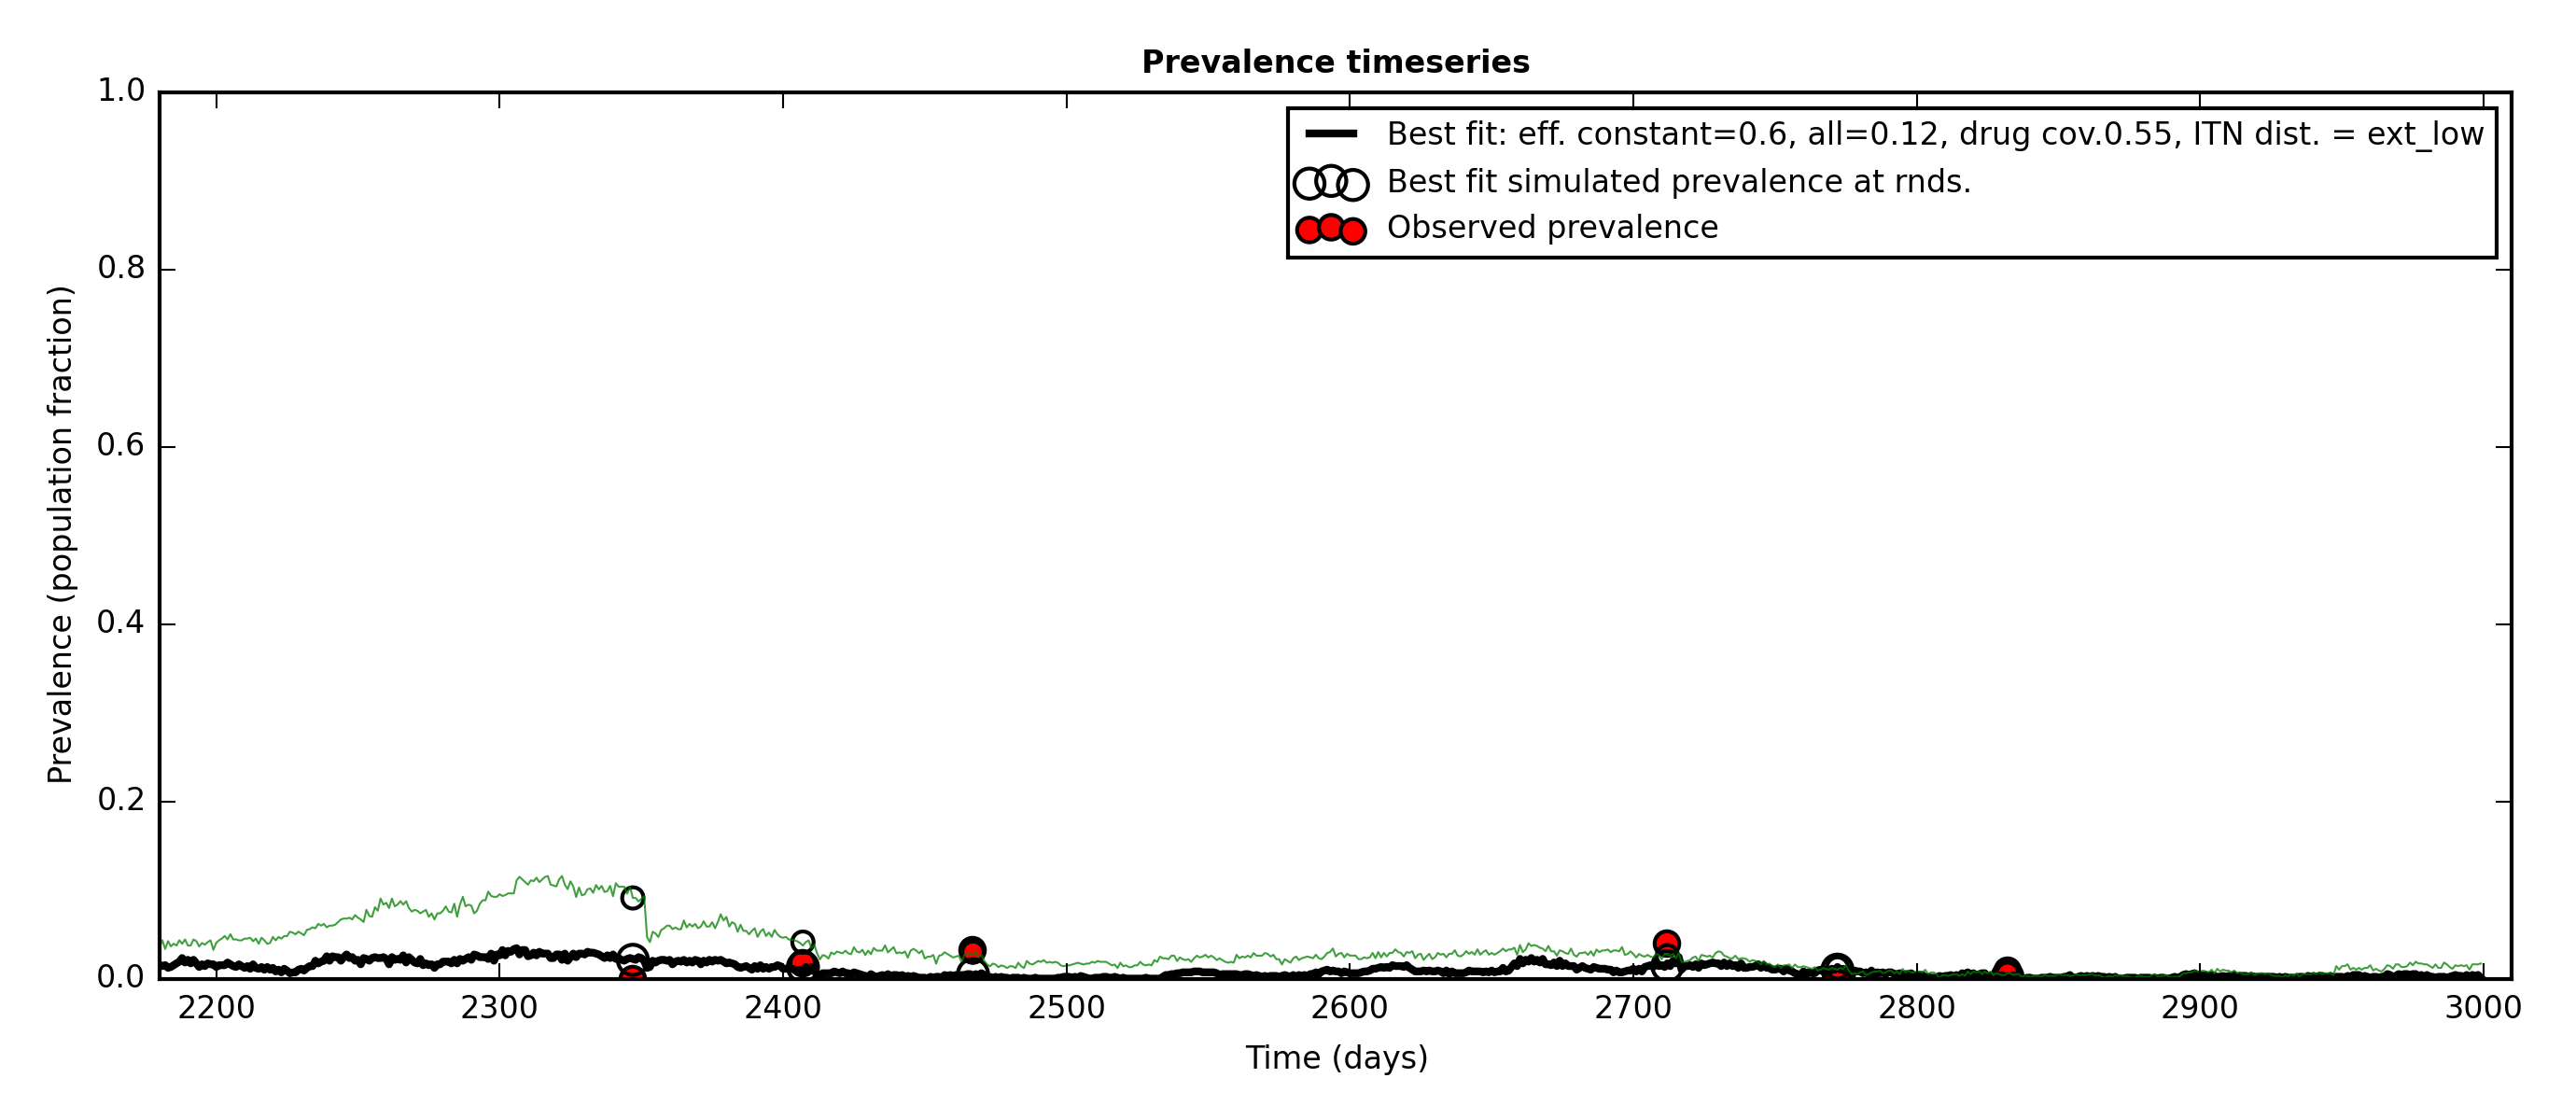 Prevalence timeseries
1.0
0.8
0.6
0.4
0.2
0.0
Prevalence (population fraction)
Best fit: eff. constant=0.6, all=0.12, drug cov.0.55, ITN dist. = ext_low
Best fit simulated prevalence at rnds.
Observed prevalence
2200 2300 2400 2500 2600 2700 2800 2900 3000
Time (days)